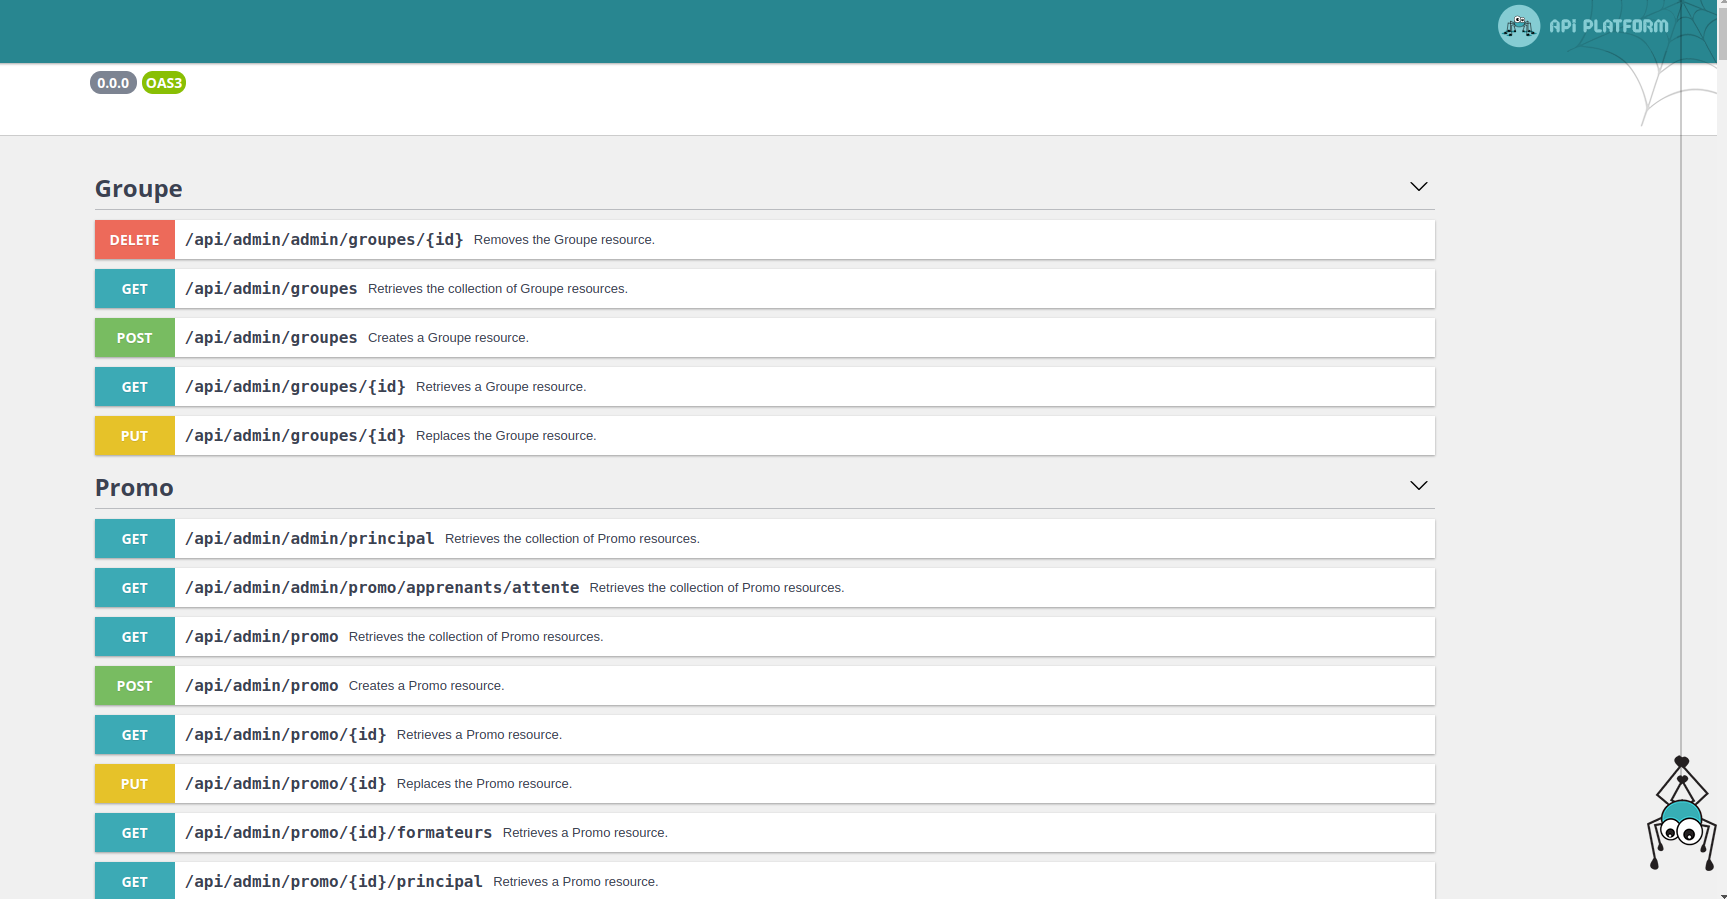 API PLATFORM
0.0.0 OAS3
Groupe
DELETE /api/admin/admin/groupes/{id} Removes the Groupe resource.
GET /api/admin/groupes Retrieves the collection of Groupe resources.
POST /api/admin/groupes Creates a Groupe resource.
GET /api/admin/groupes/{id} Retrieves a Groupe resource.
PUT /api/admin/groupes/{id} Replaces the Groupe resource.
Promo
GET /api/admin/admin/principal Retrieves the collection of Promo resources.
GET /api/admin/admin/promo/apprenants/attente Retrieves the collection of Promo resources.
GET /api/admin/promo Retrieves the collection of Promo resources.
POST /api/admin/promo Creates a Promo resource.
GET /api/admin/promo/{id} Retrieves a Promo resource.
PUT /api/admin/promo/{id} Replaces the Promo resource.
GET /api/admin/promo/{id}/formateurs Retrieves a Promo resource.
GET /api/admin/promo/{id}/principal Retrieves a Promo resource.